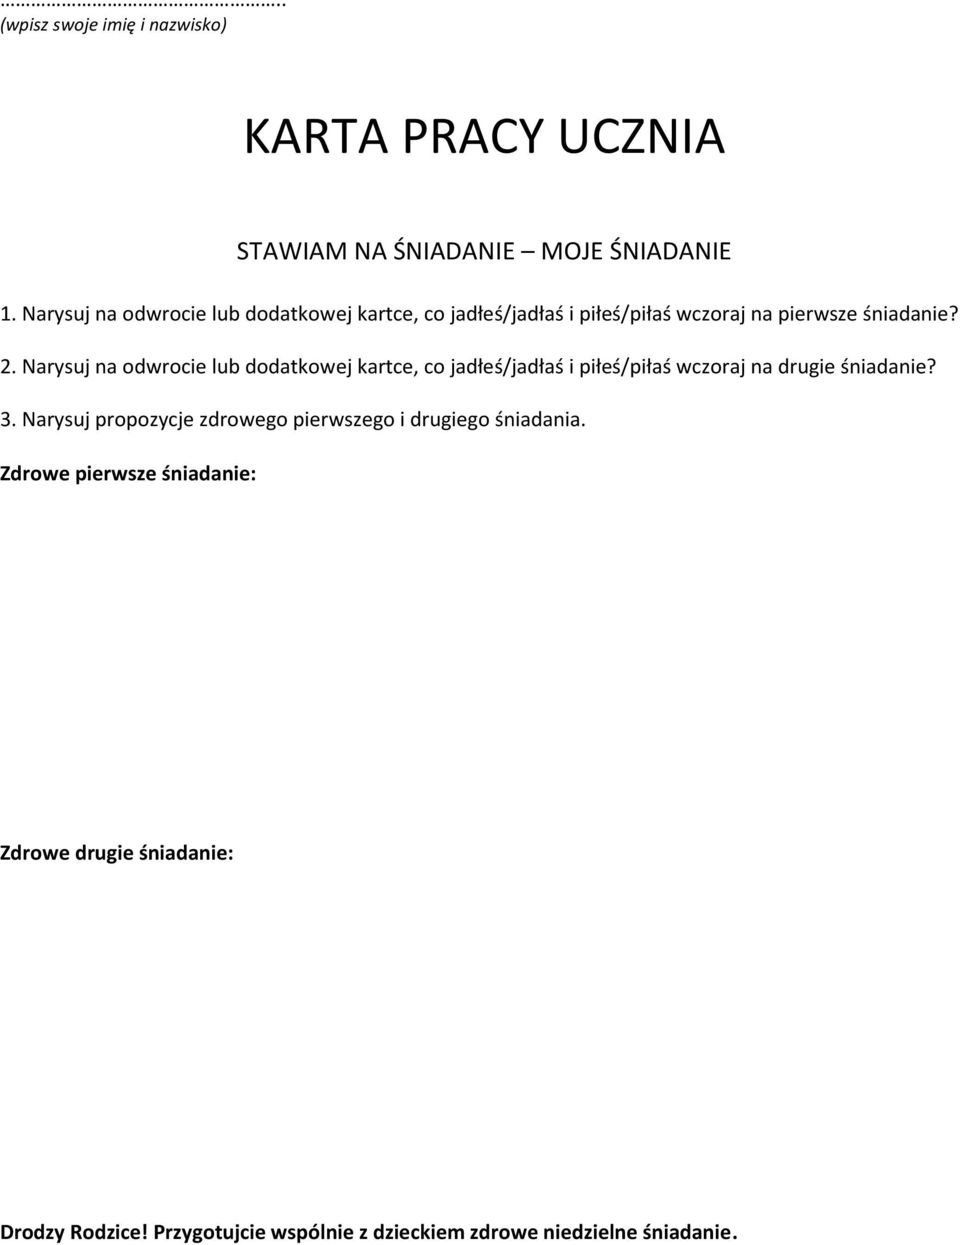 ………………………………………………..
(wpisz swoje imię i nazwisko)
KARTA PRACY UCZNIA
STAWIAM NA ŚNIADANIE – MOJE ŚNIADANIE
1. Narysuj na odwrocie lub dodatkowej kartce, co jadłeś/jadłaś i piłeś/piłaś wczoraj na pierwsze śniadanie?
2. Narysuj na odwrocie lub dodatkowej kartce, co jadłeś/jadłaś i piłeś/piłaś wczoraj na drugie śniadanie?
3. Narysuj propozycje zdrowego pierwszego i drugiego śniadania.
Zdrowe pierwsze śniadanie:
Zdrowe drugie śniadanie:
Drodzy Rodzice! Przygotujcie wspólnie z dzieckiem zdrowe niedzielne śniadanie.